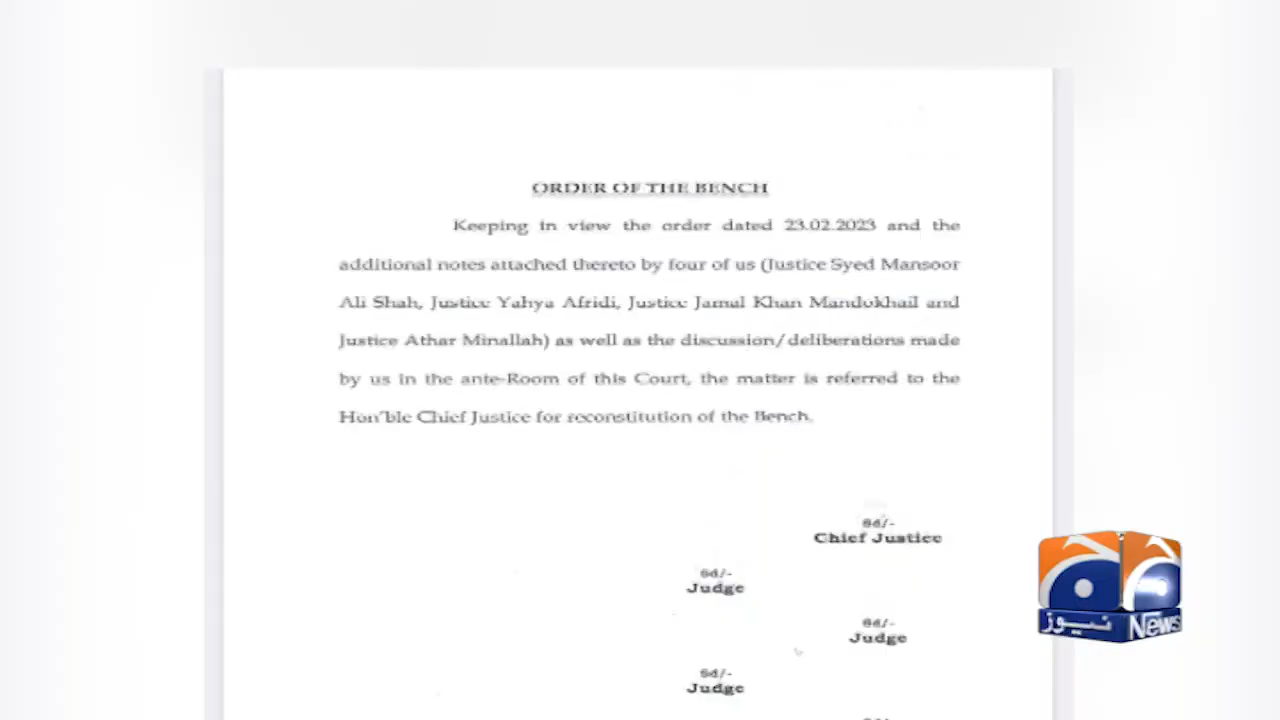 ORDER OF THE BENCH
Keeping in view the order dated 23.02.2023 and the
additional notes attached thereto by four of us (Justice Syed Mansoor
Ali Shah, Justice Yahya Afridi, Justice Jamal Khan Mandokhail and
Justice Athar Minallah) as well as the discussion/deliberations made
by us in the ante-Room of this Court, the matter is referred to the
Hon'ble Chief Justice for reconstitution of the Bench.
Sd/-
Chief Justice
Sd/-
Judge
Sd/-
Judge
Sd/-
Judge
نیوز News